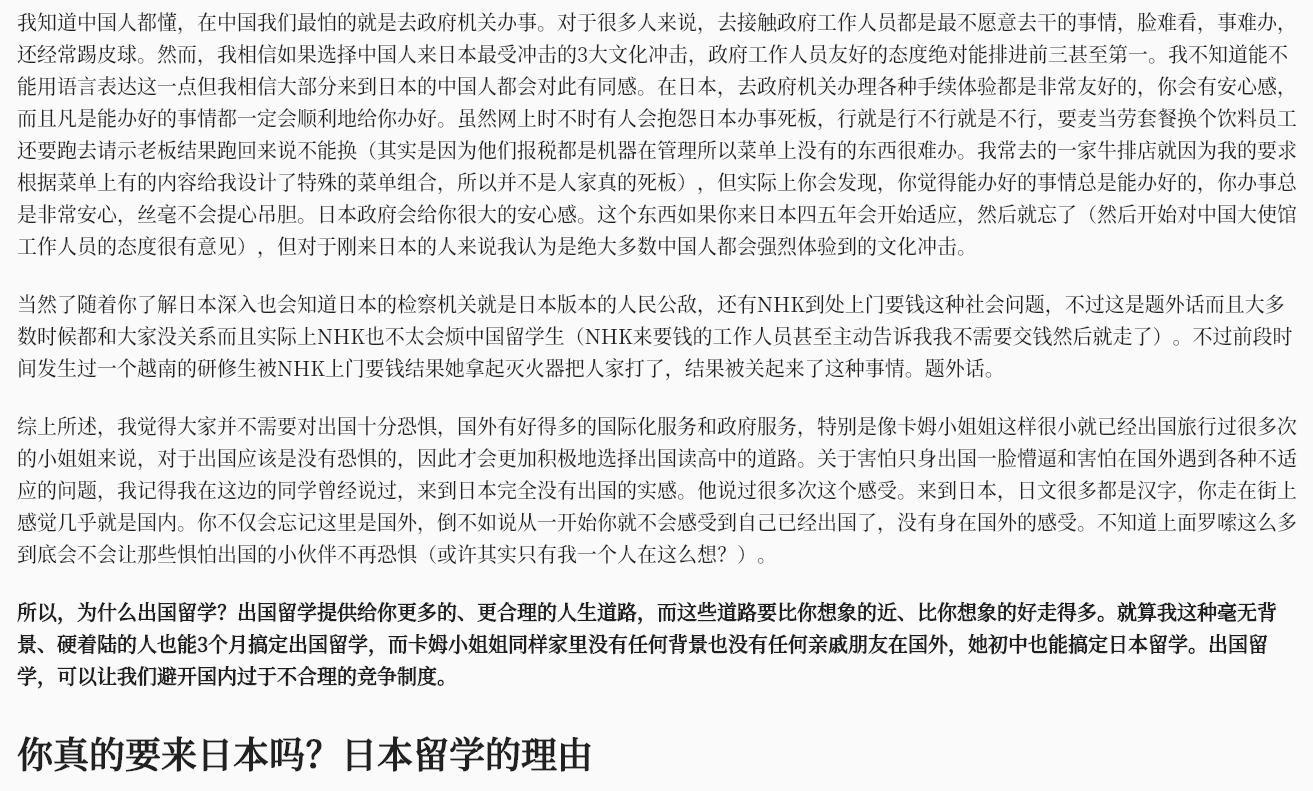 我知道中国人都懂，在中国我们最怕的就是去政府机关办事。对于很多人来说，去接触政府工作人员都是最不愿意去干的事情，脸难看，事难办，
还经常踢皮球。然而，我相信如果选择中国人来日本最受冲击的3大文化冲击，政府工作人员友好的态度绝对能排进前三甚至第一。我不知道能不
能用语言表达这一点但我相信大部分来到日本的中国人都会对此有同感。在日本，去政府机关办理各种手续体验都是非常友好的，你会有安心感，
而且凡是能办好的事情都一定会顺利地给你办好。虽然网上时不时有人会抱怨日本办事死板，行就是行不行就是不行，要麦当劳套餐换个饮料员工
还要跑去请示老板结果跑回来说不能换（其实是因为他们报税都是机器在管理所以菜单上没有的东西很难办。我常去的一家牛排店就因为我的要求
根据菜单上有的内容给我设计了特殊的菜单组合，所以并不是人家真的死板），但实际上你会发现，你觉得能办好的事情总是能办好的，你办事总
是非常安心，丝毫不会提心吊胆。日本政府会给你很大的安心感。这个东西如果你来日本四五年会开始适应，然后就忘了（然后开始对中国大使馆
工作人员的态度很有意见），但对于刚来日本的人来说我认为是绝大多数中国人都会强烈体验到的文化冲击。
当然了随着你了解日本深入也会知道日本的检察机关就是日本版本的人民公敌，还有NHK到处上门要钱这种社会问题，不过这是题外话而且大多
数时候都和大家没关系而且实际上NHK也不太会烦中国留学生（NHK来要钱的工作人员甚至主动告诉我我不需要交钱然后就走了）。不过前段时
间发生过一个越南的研修生被NHK上门要钱结果她拿起灭火器把人家打了，结果被关起来了这种事情。题外话。
综上所述，我觉得大家并不需要对出国十分恐惧，国外有好得多的国际化服务和政府服务，特别是像卡姆小姐姐这样很小就已经出国旅行过很多次
的小姐姐来说，对于出国应该是没有恐惧的，因此才会更加积极地选择出国读高中的道路。关于害怕只身出国一脸懵逼和害怕在国外遇到各种不适
应的问题，我记得我在这边的同学曾经说过，来到日本完全没有出国的实感。他说过很多次这个感受。来到日本，日文很多都是汉字，你走在街上
感觉几乎就是国内。你不仅会忘记这里是国外，倒不如说从一开始你就不会感受到自己已经出国了，没有身在国外的感受。不知道上面罗嗦这么多
到底会不会让那些惧怕出国的小伙伴不再恐惧（或许其实只有我一个人在这么想？）。
所以，为什么出国留学？出国留学提供给你更多的、更合理的人生道路，而这些道路要比你想象的近、比你想象的好走得多。就算我这种毫无背
景、硬着陆的人也能3个月搞定出国留学，而卡姆小姐姐同样家里没有任何背景也没有任何亲戚朋友在国外，她初中也能搞定日本留学。出国留
学，可以让我们避开国内过于不合理的竞争制度。
你真的要来日本吗？日本留学的理由